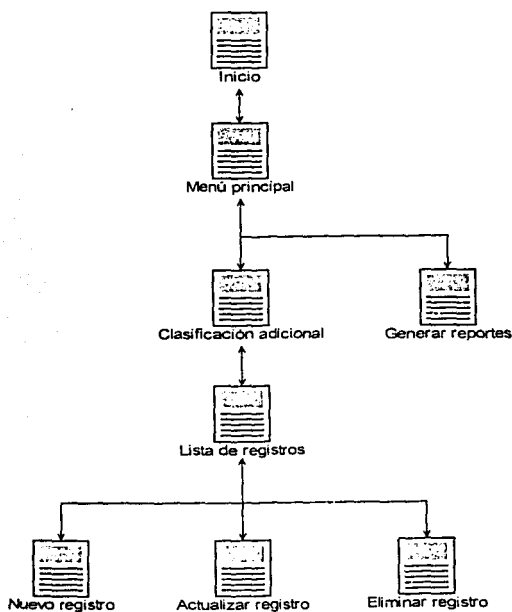 Inicio
Menú principal
Clasificación adicional
Generar reportes
Lista de registros
Nuevo registro
Actualizar registro
Eliminar registro